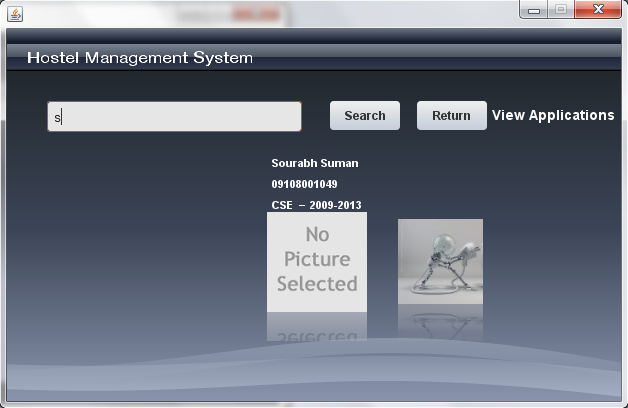 Hostel Management System
s
Search
Return
View Applications
Sourabh Suman
09108001049
CSE – 2009-2013
No
Picture
Selected